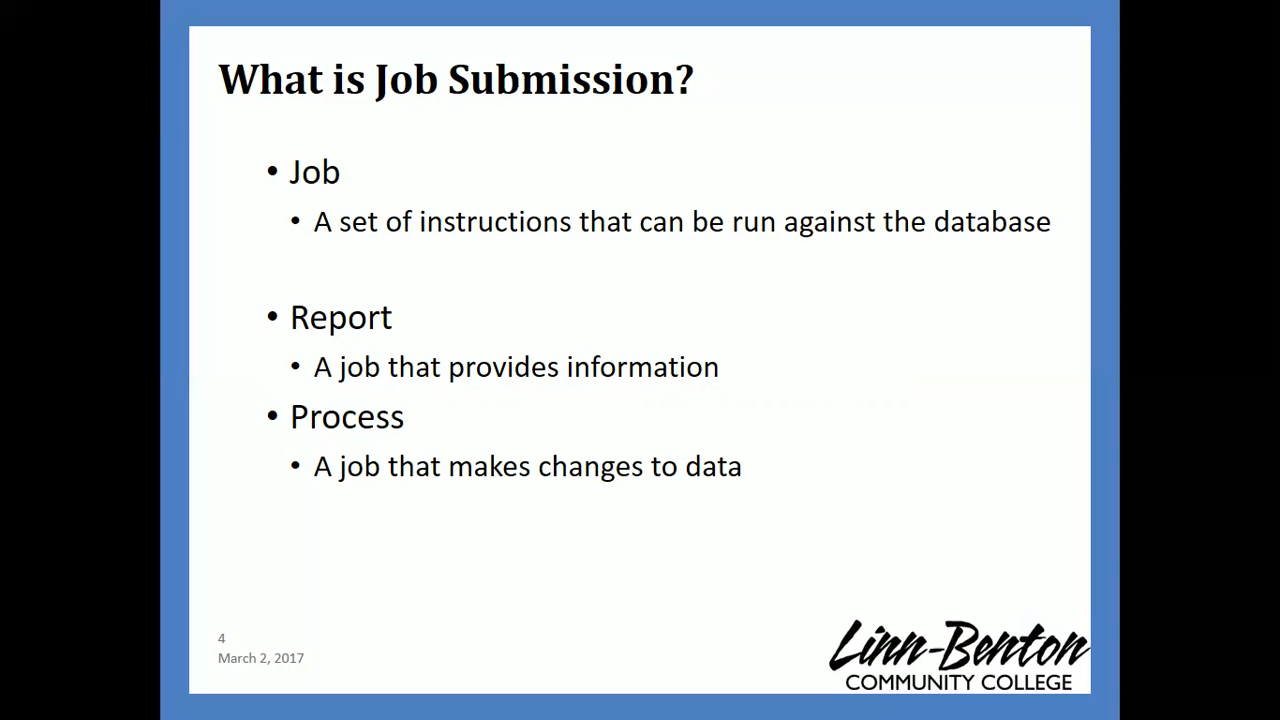 What is Job Submission?
• Job
• A set of instructions that can be run against the database
• Report
• A job that provides information
• Process
• A job that makes changes to data
4
March 2, 2017
Linn-Benton
COMMUNITY COLLEGE